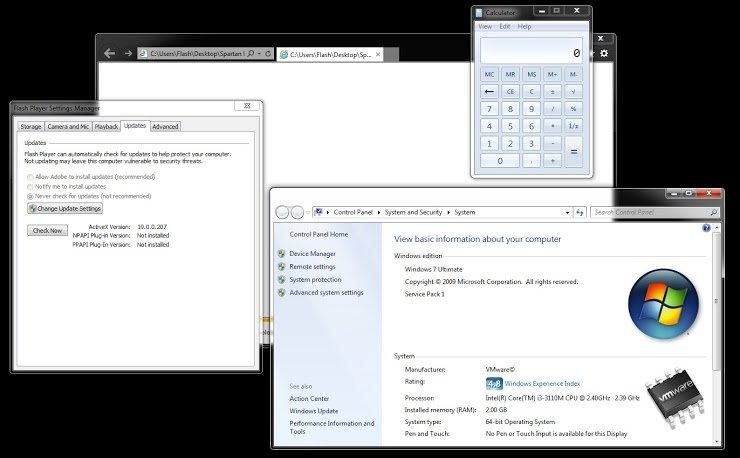 Calculator
View Edit Help
0
MC MR MS M+ M-
← CE C ± √
7 8 9 / %
4 5 6 * 1/x
1 2 3 - =
0 . +
C:\Users\Flash\Desktop\Spartan
C:\Users\Flash\Desktop\Sp...
Flash Player Settings Manager
Storage Camera and Mic Playback Updates Advanced
Updates
Flash Player can automatically check for updates to help protect your computer.
Not updating may leave this computer vulnerable to security threats.
Allow Adobe to install updates (recommended)
Notify me to install updates
Never check for updates (not recommended)
Change Update Settings
Check Now
ActiveX Version: 19.0.0.207
NPAPI Plug-in Version: Not installed
PPAPI Plug-in Version: Not installed
Control Panel System and Security System
Search Control Panel
Control Panel Home
Device Manager
Remote settings
System protection
Advanced system settings
See also
Action Center
Windows Update
Performance Information and
Tools
View basic information about your computer
Windows edition
Windows 7 Ultimate
Copyright © 2009 Microsoft Corporation. All rights reserved.
Service Pack 1
System
Manufacturer: VMware©
Rating: 4,8 Windows Experience Index
Processor: Intel(R) Core(TM) i3-3110M CPU @ 2.40GHz 2.39 GHz
Installed memory (RAM): 2.00 GB
System type: 64-bit Operating System
Pen and Touch: No Pen or Touch Input is available for this Display
vmware